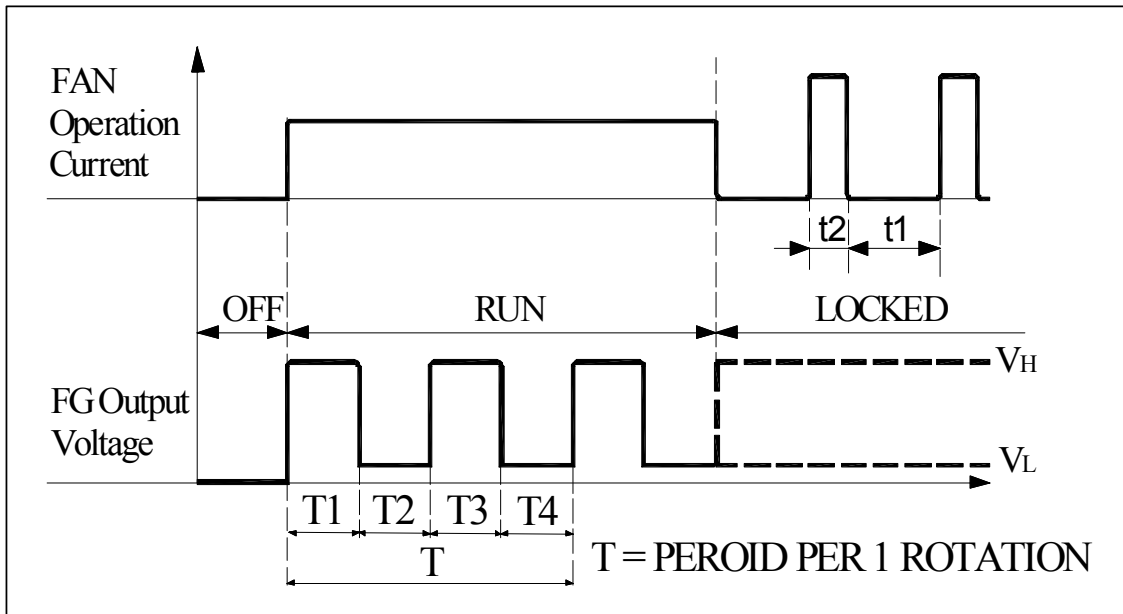 FAN
Operation
Current
t2
t1
OFF
RUN
LOCKED
FG Output
Voltage
VH
VL
T1
T2
T3
T4
T
T = PEROID PER 1 ROTATION